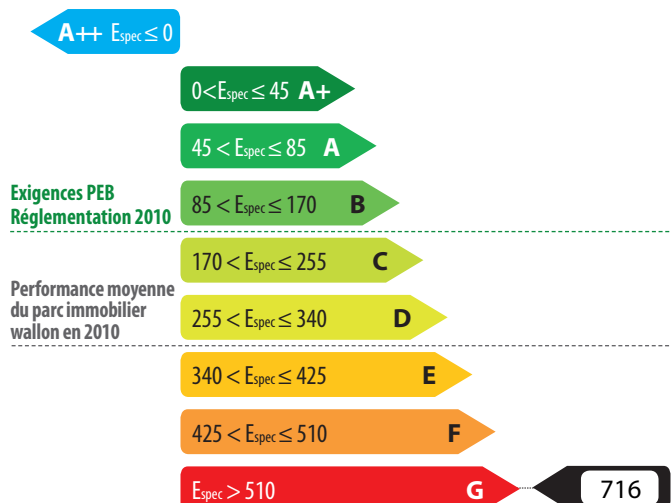 A++ Espec ≤ 0
0<Espec ≤ 45 A+
45 < Espec ≤ 85 A
Exigences PEB
Réglementation 2010
85 < Espec ≤ 170 B
170 < Espec ≤ 255 C
Performance moyenne
du parc immobilier
wallon en 2010
255 < Espec ≤ 340 D
340 < Espec ≤ 425 E
425 < Espec ≤ 510 F
Espec > 510 G
716